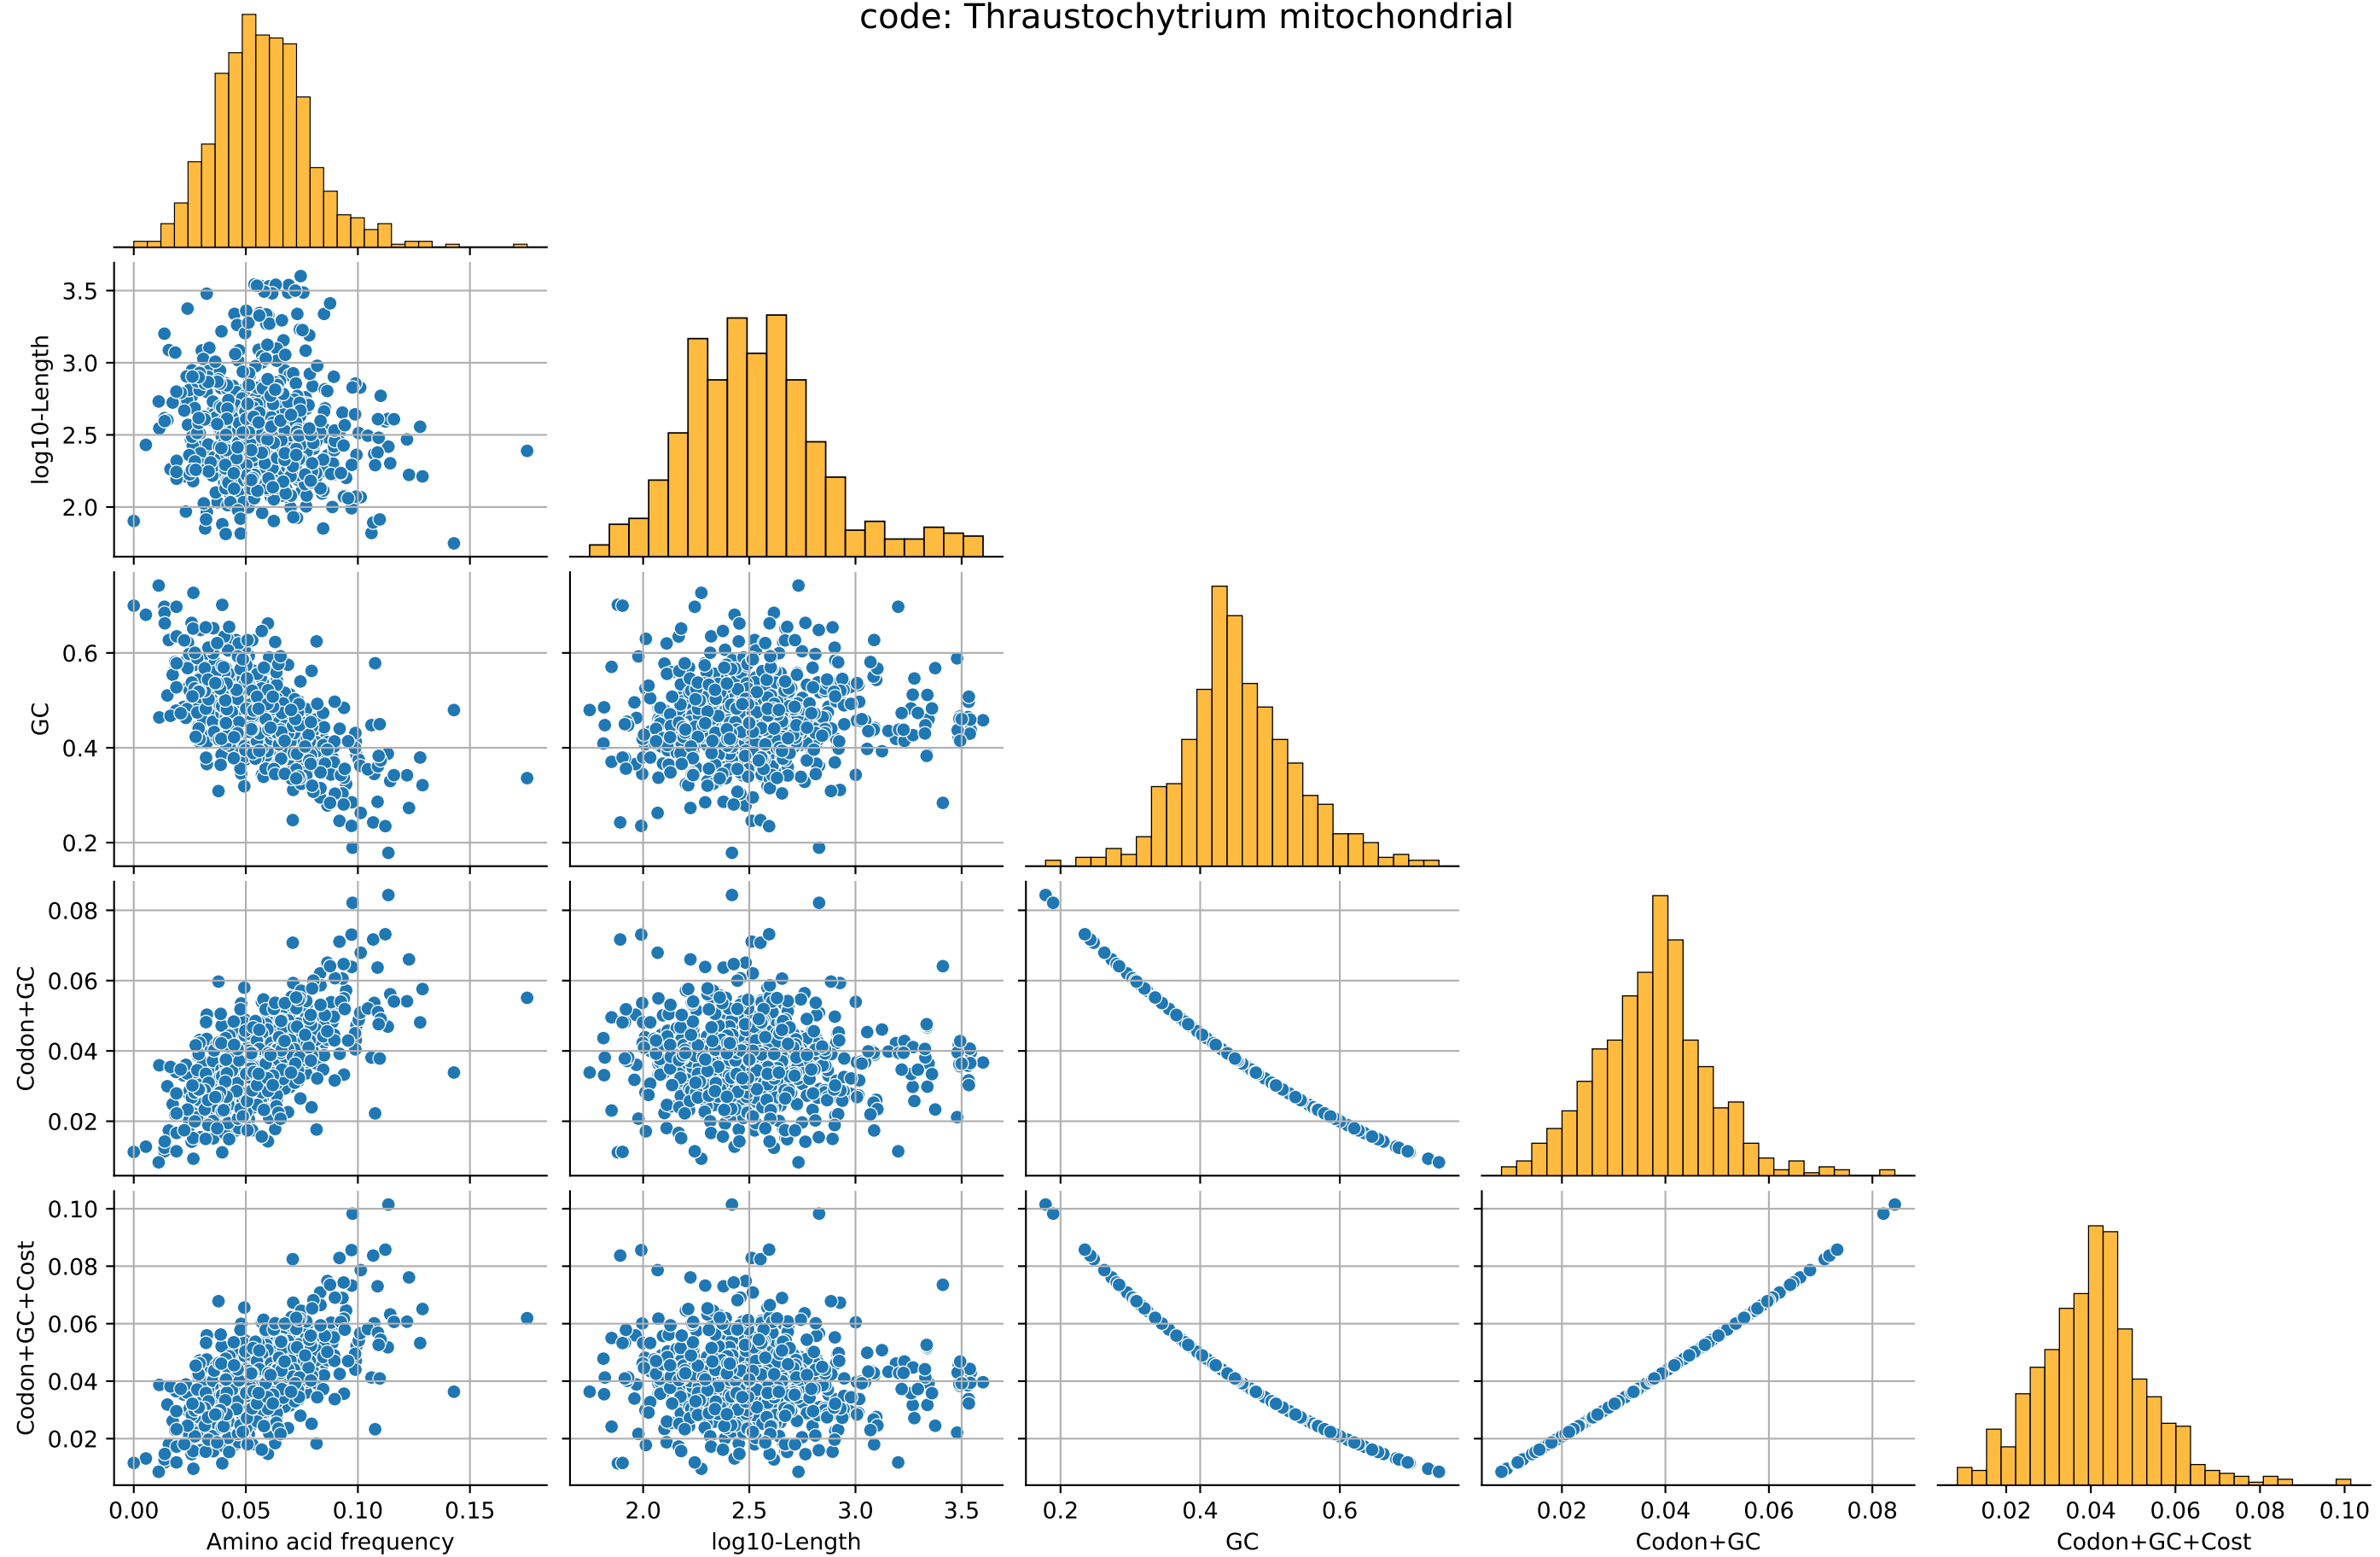 code: Thraustochytrium mitochondrial
3.5
3.0
2.5
2.0
log10-Length
0.6
0.4
0.2
GC
0.08
0.06
0.04
0.02
Codon+GC
0.10
0.08
0.06
0.04
0.02
Codon+GC+Cost
0.00 0.05 0.10 0.15 2.0 2.5 3.0 3.5 0.2 0.4 0.6 0.02 0.04 0.06 0.08 0.02 0.04 0.06 0.08 0.10
Amino acid frequency log10-Length GC Codon+GC Codon+GC+Cost